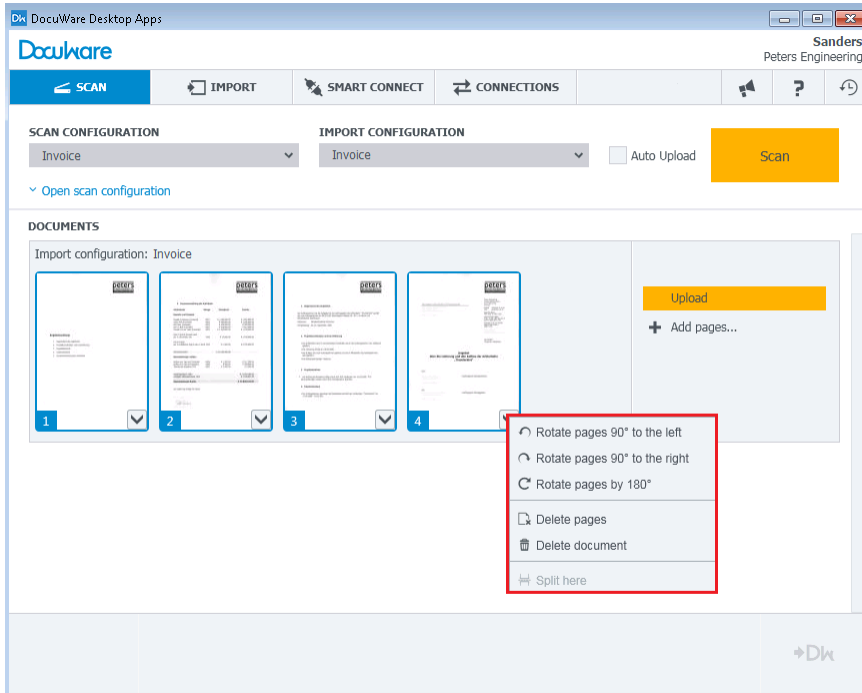 DocuWare Desktop Apps
DocuWare
Sanders
Peters Engineering
SCAN
IMPORT
SMART CONNECT
CONNECTIONS
?
SCAN CONFIGURATION
IMPORT CONFIGURATION
Invoice
Invoice
Auto Upload
Scan
Open scan configuration
DOCUMENTS
Import configuration: Invoice
peters
peters
peters
peters
Upload
Add pages...
1
2
3
4
Rotate pages 90° to the left
Rotate pages 90° to the right
Rotate pages by 180°
Delete pages
Delete document
Split here
DW